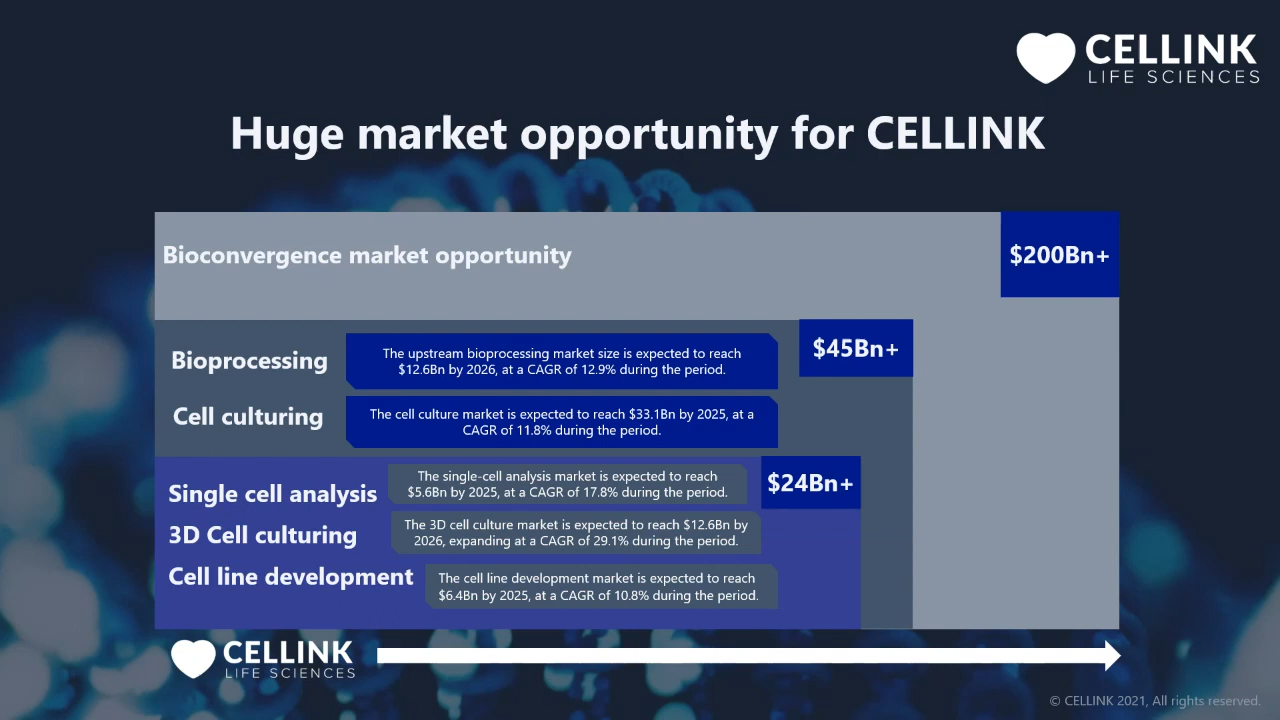 CELLINK
LIFE SCIENCES
Huge market opportunity for CELLINK
Bioconvergence market opportunity
$200Bn+
Bioprocessing
The upstream bioprocessing market size is expected to reach
$12.6Bn by 2026, at a CAGR of 12.9% during the period.
$45Bn+
Cell culturing
The cell culture market is expected to reach $33.1Bn by 2025, at a
CAGR of 11.8% during the period.
Single cell analysis
The single-cell analysis market is expected to reach
$5.6Bn by 2025, at a CAGR of 17.8% during the period.
$24Bn+
3D Cell culturing
The 3D cell culture market is expected to reach $12.6Bn by
2026, expanding at a CAGR of 29.1% during the period.
Cell line development
The cell line development market is expected to reach
$6.4Bn by 2025, at a CAGR of 10.8% during the period.
CELLINK
LIFE SCIENCES
© CELLINK 2021, All rights reserved.